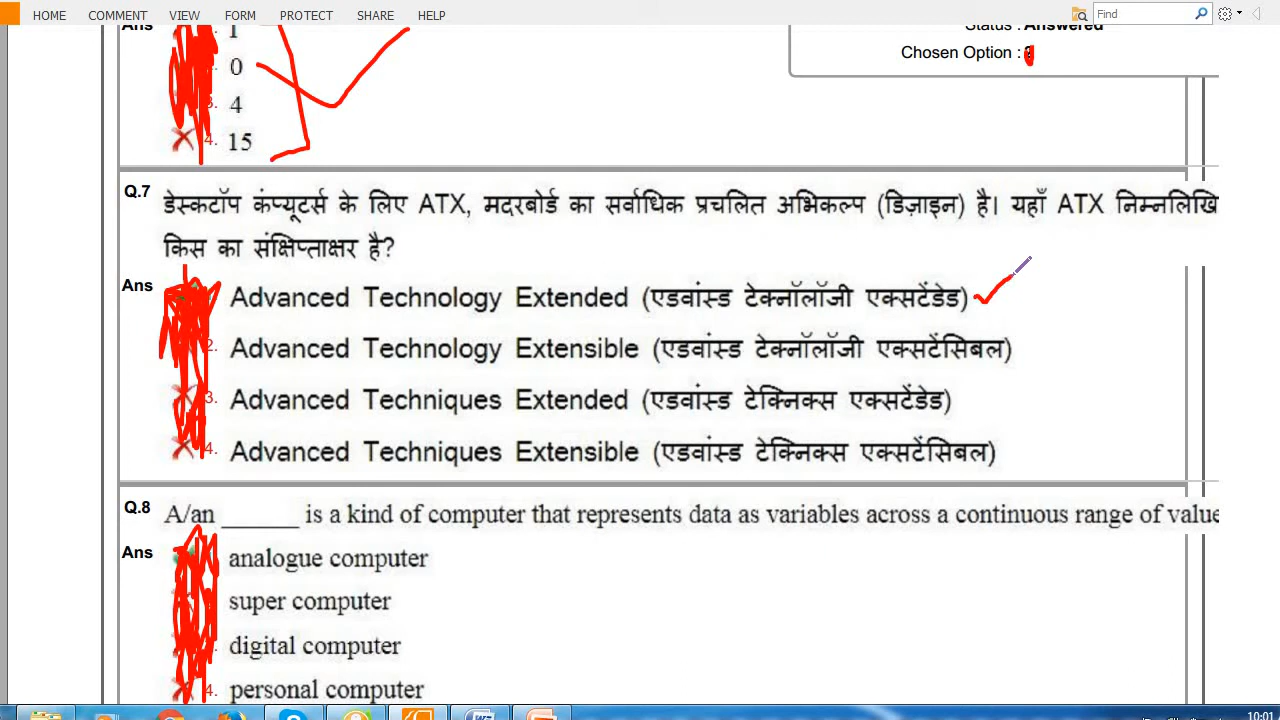 HOME COMMENT VIEW FORM PROTECT SHARE HELP Find
Ans 1 Status : Answered
0 Chosen Option :
3. 4
4. 15
Q.7 डेस्कटॉप कंप्यूटर्स के लिए ATX, मदरबोर्ड का सर्वाधिक प्रचलित अभिकल्प (डिज़ाइन) है। यहाँ ATX निम्नलिखि
किस का संक्षिप्ताक्षर है?
Ans Advanced Technology Extended (एडवांस्ड टेक्नॉलॉजी एक्सटेंडेड)
2. Advanced Technology Extensible (एडवांस्ड टेक्नॉलॉजी एक्सटेंसिबल)
3. Advanced Techniques Extended (एडवांस्ड टेक्निक्स एक्सटेंडेड)
4. Advanced Techniques Extensible (एडवांस्ड टेक्निक्स एक्सटेंसिबल)
Q.8 A/an ______ is a kind of computer that represents data as variables across a continuous range of value
Ans analogue computer
super computer
digital computer
4. personal computer
10:01